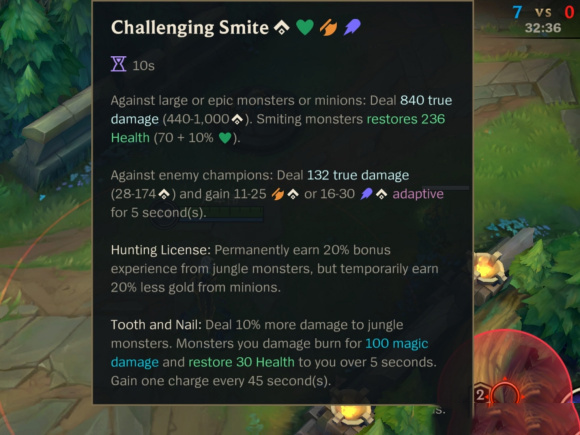 Challenging Smite
7 VS 0
32:36
10s
Against large or epic monsters or minions: Deal 840 true
damage (440-1,000). Smiting monsters restores 236
Health (70 + 10%).
Against enemy champions: Deal 132 true damage
(28-174) and gain 11-25 or 16-30 adaptive
for 5 second(s).
Hunting License: Permanently earn 20% bonus
experience from jungle monsters, but temporarily earn
20% less gold from minions.
Tooth and Nail: Deal 10% more damage to jungle
monsters. Monsters you damage burn for 100 magic
damage and restore 30 Health to you over 5 seconds.
Gain one charge every 45 second(s).
2